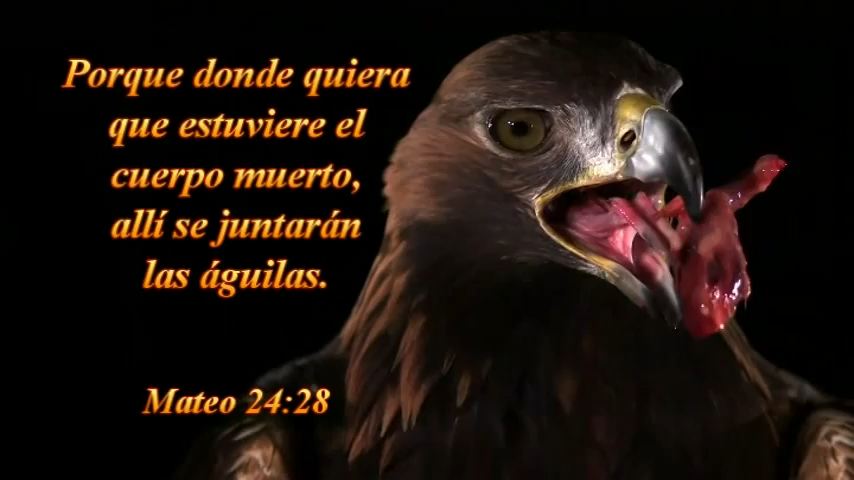 Porque donde quiera
que estuviere el
cuerpo muerto,
allí se juntarán
las águilas.
Mateo 24:28